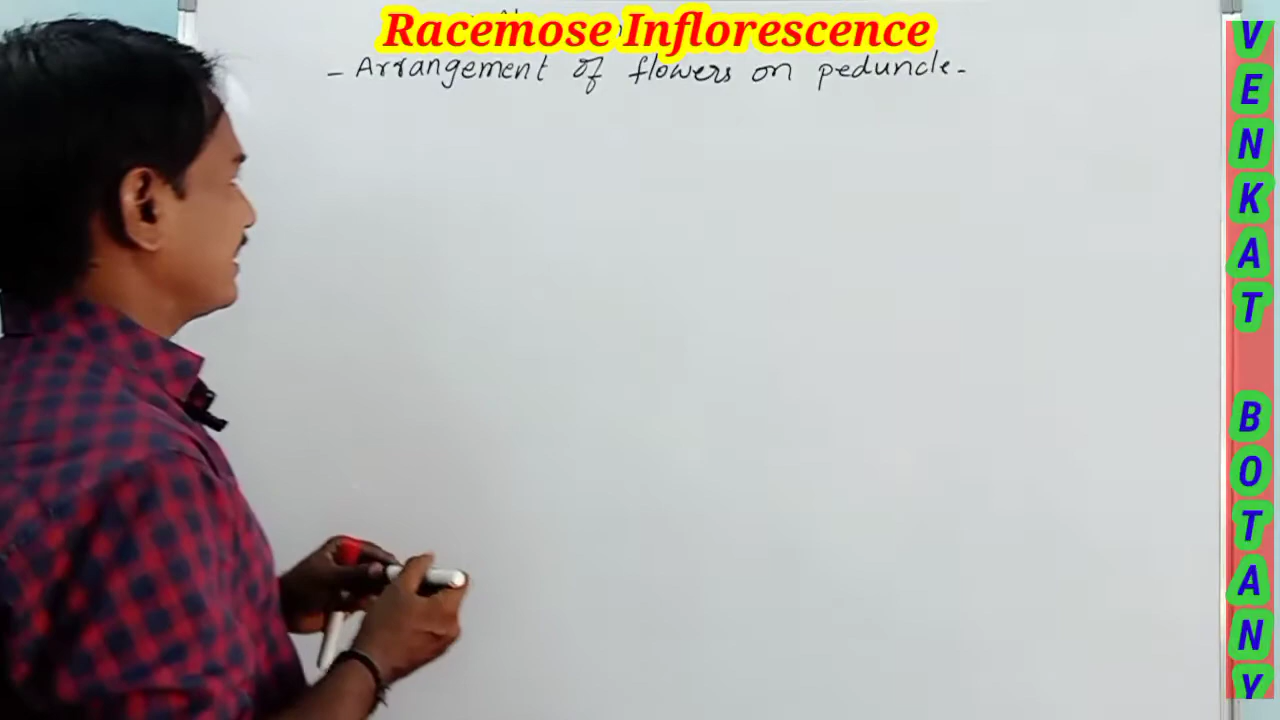 Racemose Inflorescence
- Arrangement of flowers on peduncle.
VENKAT BOTANY